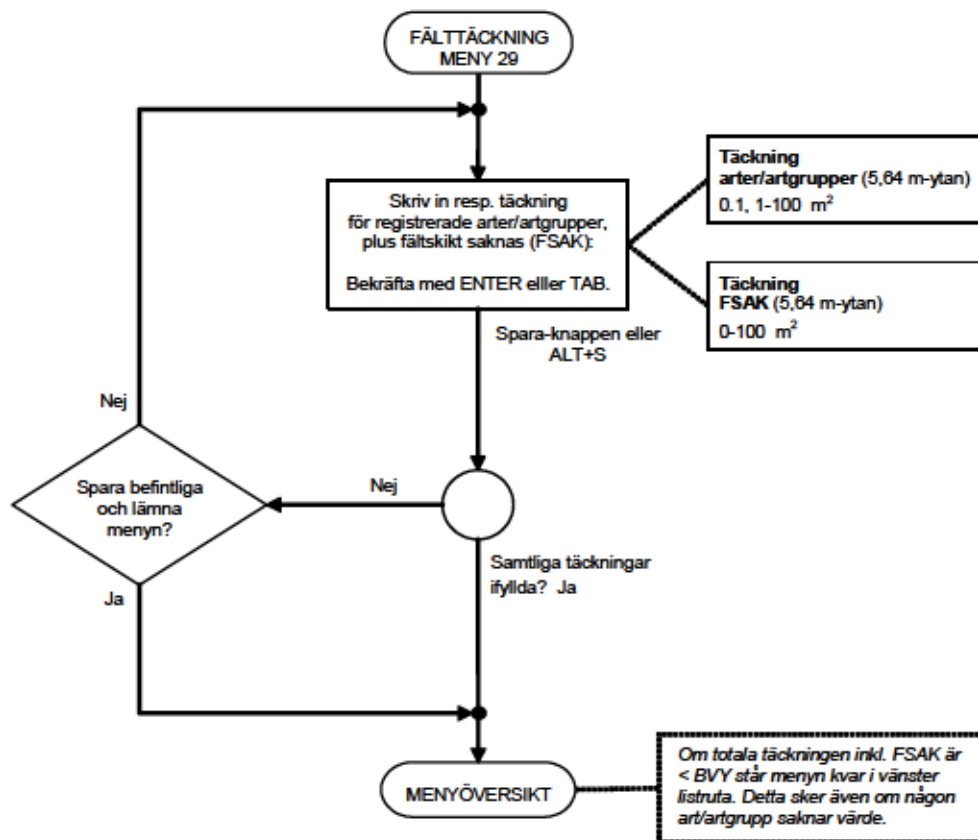 FÄLTTÄCKNING
MENY 29
Skriv in resp. täckning
för registrerade arter/artgrupper,
plus fältskikt saknas (FSAK):
Bekräfta med ENTER elller TAB.
Täckning
arter/artgrupper (5,64 m-ytan)
0.1, 1-100 m²
Täckning
FSAK (5,64 m-ytan)
0-100 m²
Spara-knappen eller
ALT+S
Nej
Spara befintliga
och lämna
menyn?
Nej
Ja
Samtliga täckningar
ifyllda? Ja
MENYÖVERSIKT
Om totala täckningen inkl. FSAK är
< BVY står menyn kvar i vänster
listruta. Detta sker även om någon
art/artgrupp saknar värde.